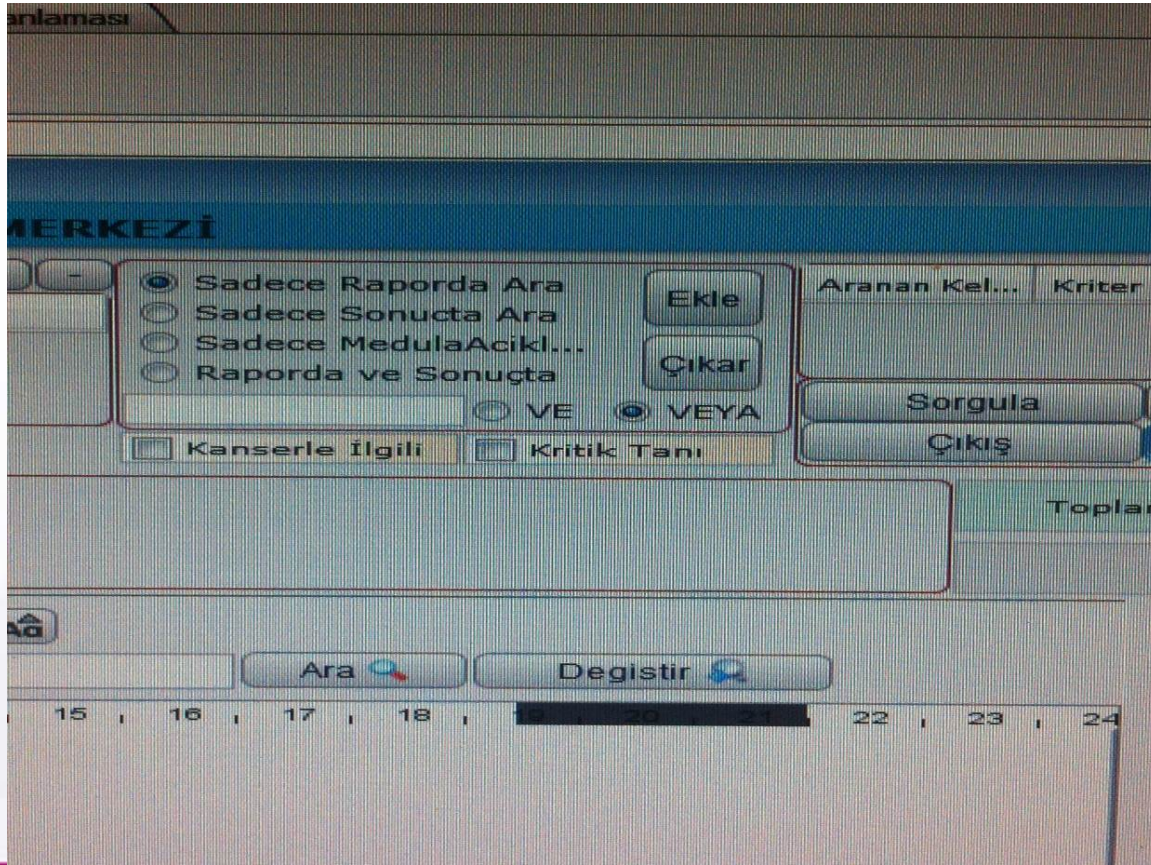 anlaması
MERKEZİ
-
Sadece Raporda Ara
Sadece Sonucta Ara
Sadece MedulaAcikl...
Raporda ve Sonuçta
Ekle
Çıkar
VE VEYA
Kanserle İlgili Kritik Tanı
Aranan Kel... Kriter
Sorgula
Çıkış
Toplar
Aâ
Ara Degistir
15 16 17 18 19 20 21 22 23 24